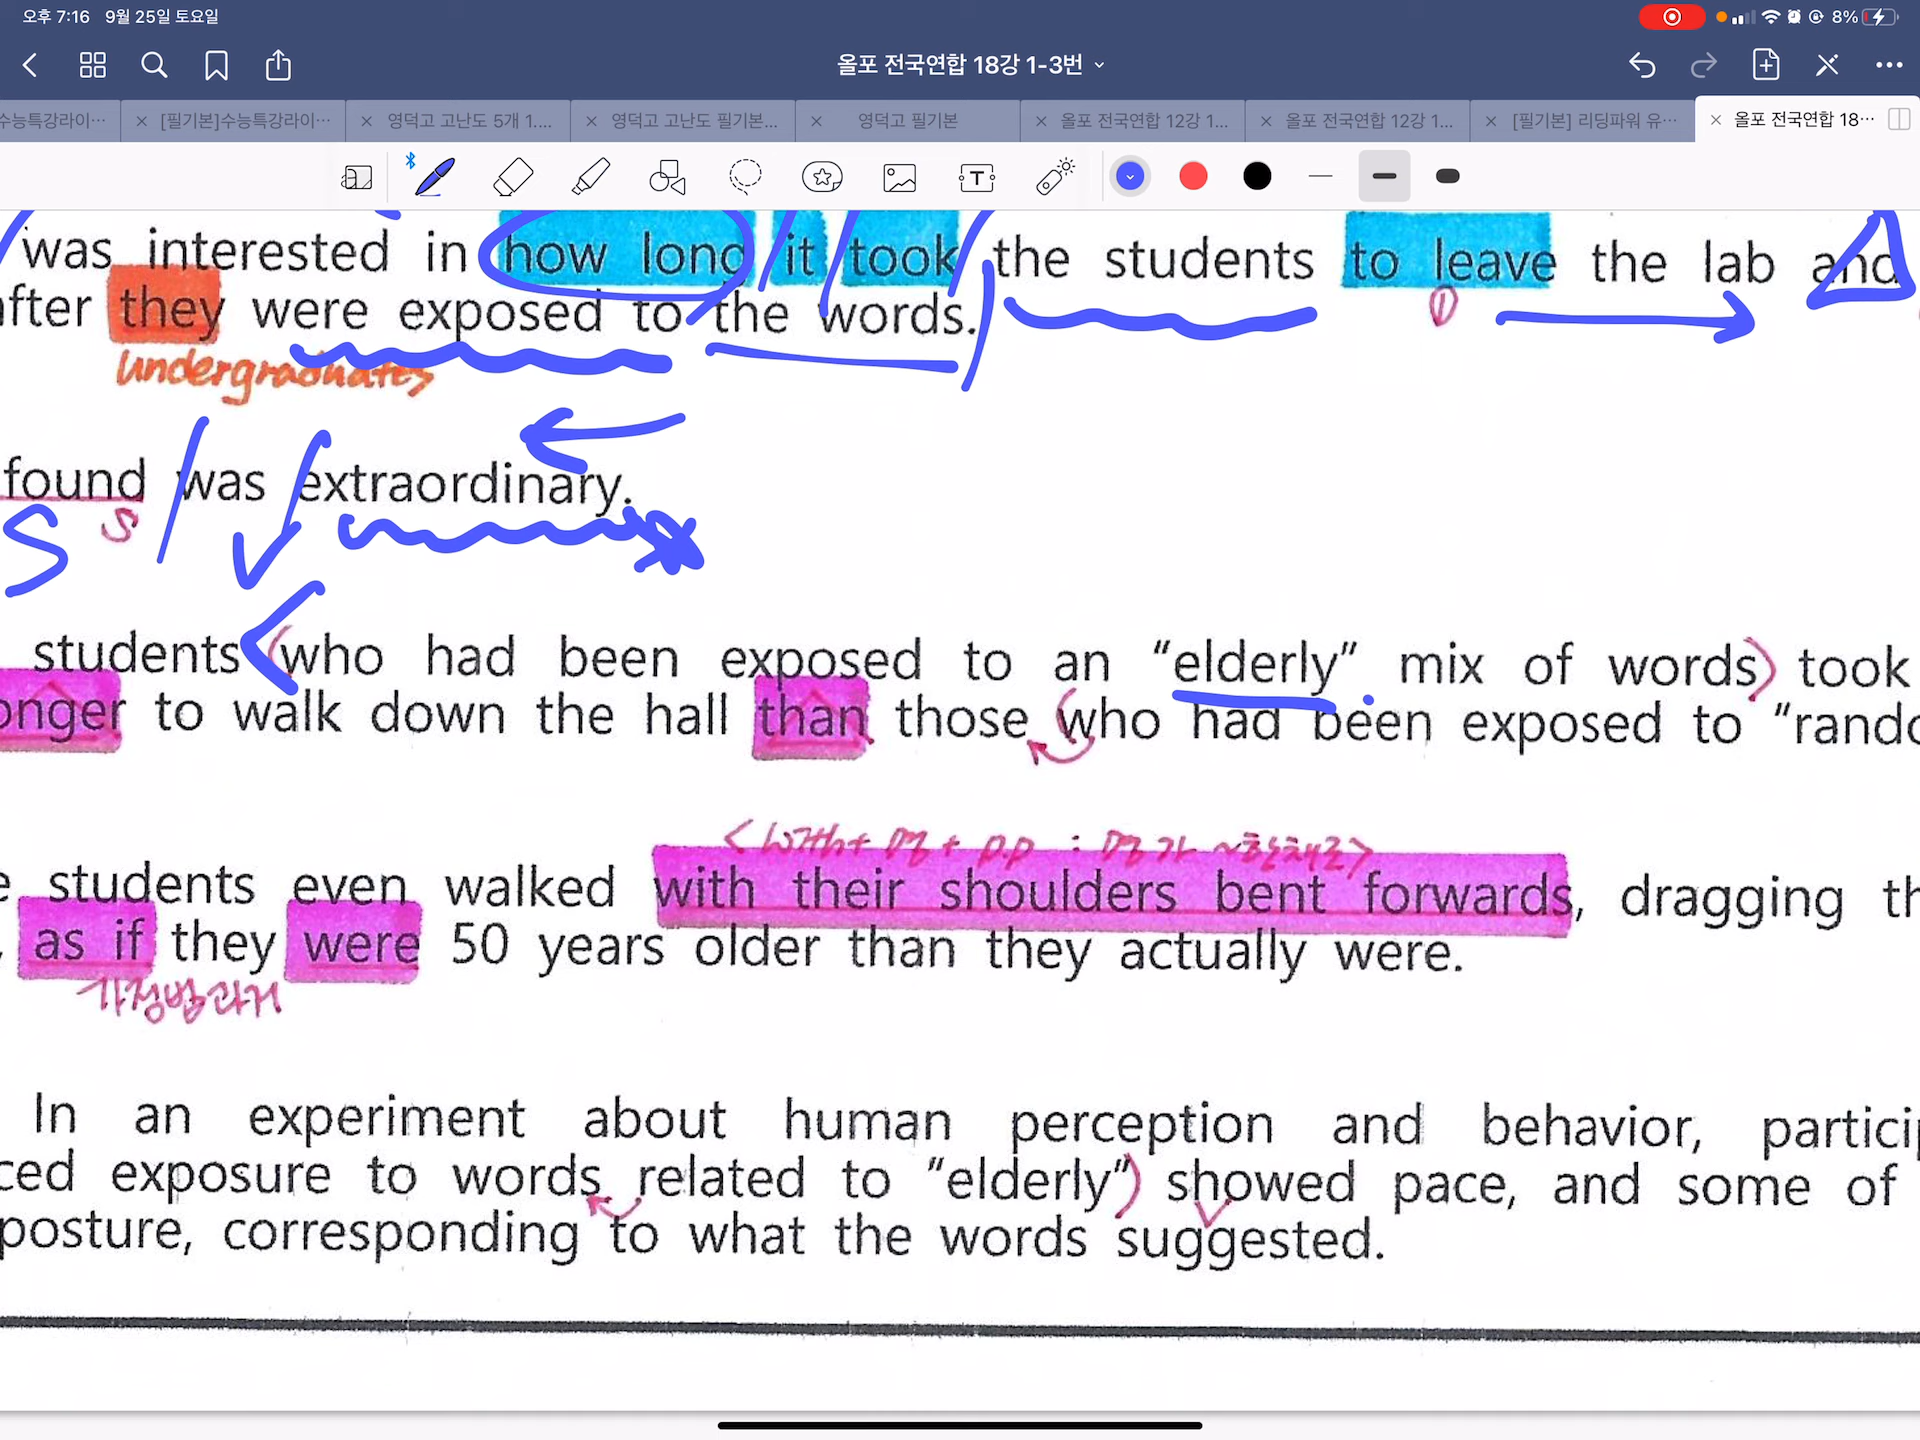 오후 7:16 9월 25일 토요일
8%
올포 전국연합 18강 1-3번
수능특강라이…
[필기본]수능특강라이…
영덕고 고난도 5개 1....
영덕고 고난도 필기본...
영덕고 필기본
올포 전국연합 12강 1...
올포 전국연합 12강 1...
[필기본] 리딩파워 유…
올포 전국연합 18…
was interested in how long it took the students to leave the lab and
①
after they were exposed to the words.
undergraduates
found was extraordinary.
S
S
students (who had been exposed to an “elderly” mix of words) took
onger to walk down the hall than those (who had been exposed to “rando
<with + 명 + p.p : 명가 ~한채로>
e students even walked with their shoulders bent forwards, dragging th
, as if they were 50 years older than they actually were.
가정법과거
In an experiment about human perception and behavior, particip
ced exposure to words related to “elderly”) showed pace, and some of
posture, corresponding to what the words suggested.